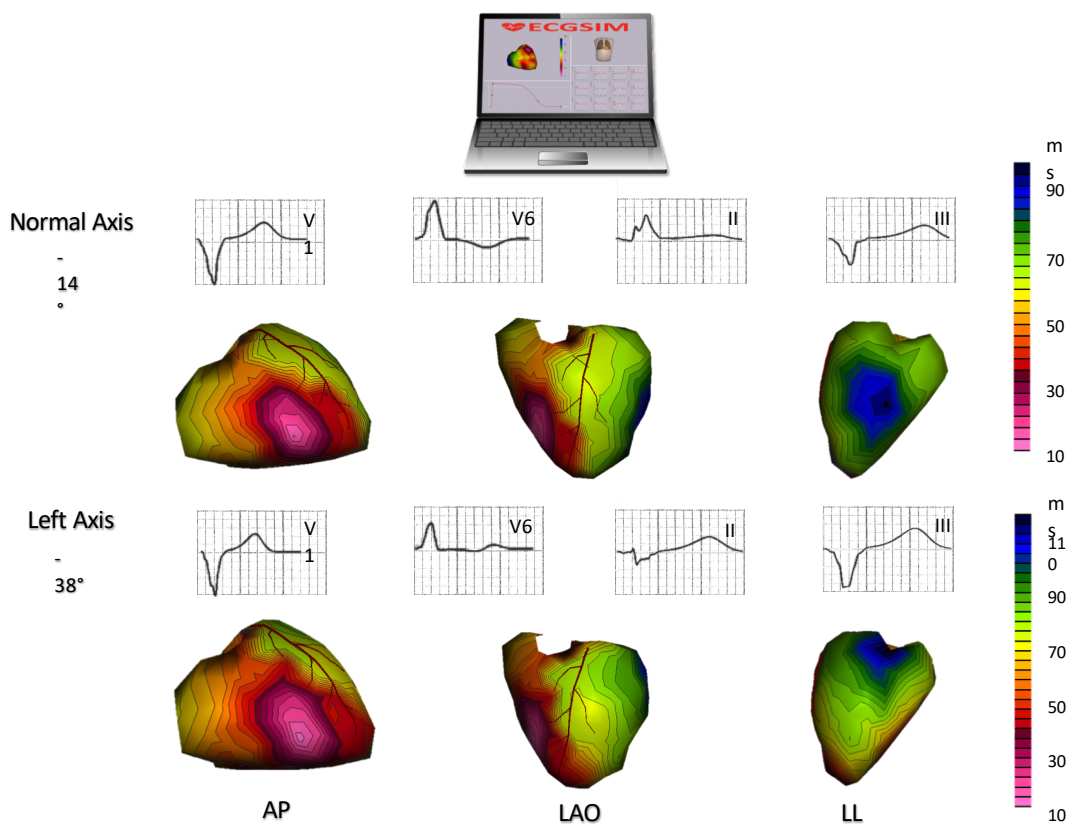 ECGSIM
Normal Axis
-
14
°
V
1
V6
II
III
m
s
90
70
50
30
10
Left Axis
-
38°
V
1
V6
II
III
m
s
11
0
90
70
50
30
10
AP
LAO
LL